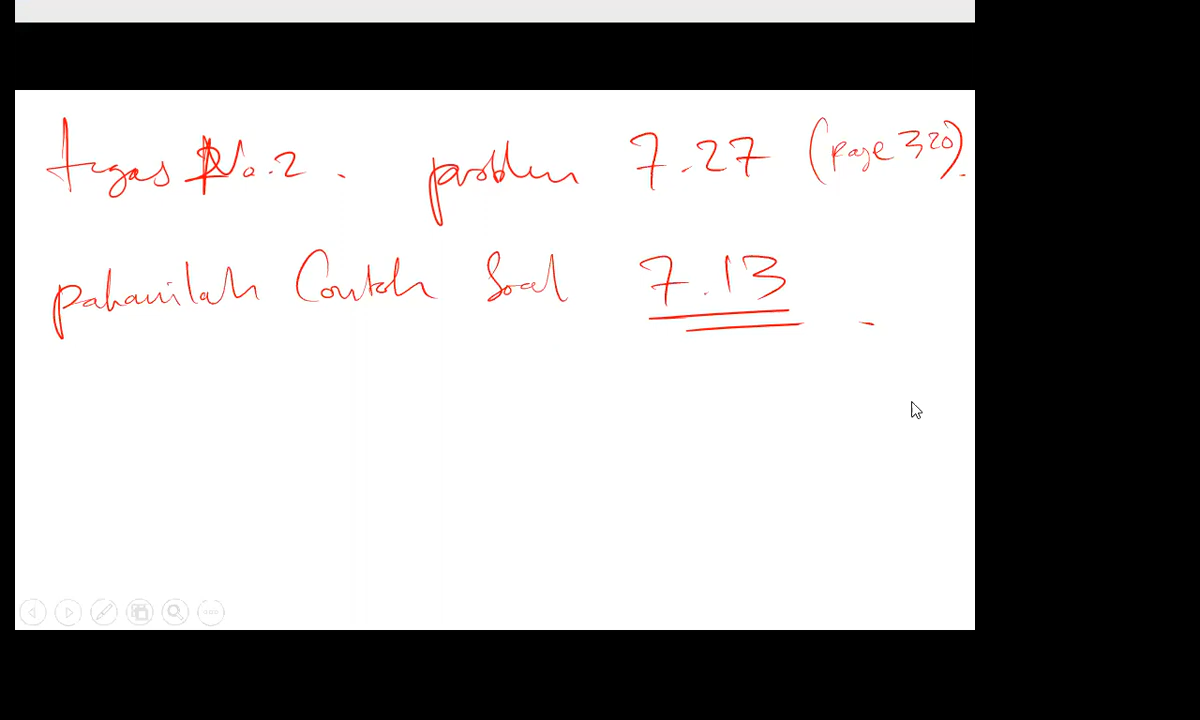 tugas No.2. problem 7.27 (page 320).
pahamilah Contoh Soal 7.13